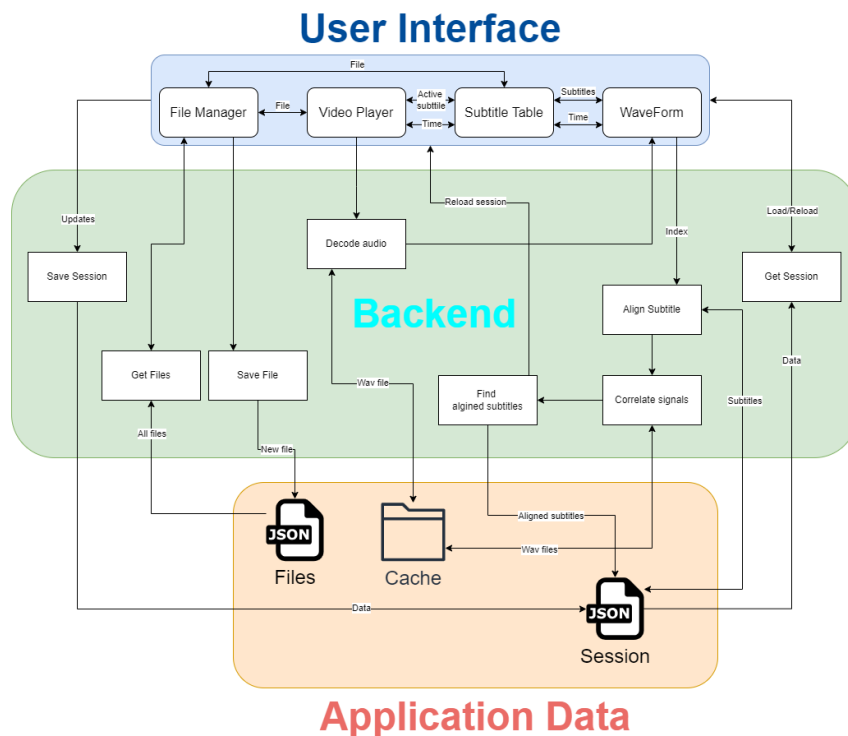 User Interface
File
File Manager
File
Video Player
Active
subttile
Time
Subtitle Table
Subtitles
Time
WaveForm
Updates
Reload session
Load/Reload
Index
Decode audio
Save Session
Get Session
Backend
Align Subtitle
Get Files
Save File
Wav file
Find
algined subtitles
Correlate signals
Data
Subtitles
All files
New file
JSON
Files
Cache
Aligned subtitles
Wav files
Data
JSON
Session
Application Data